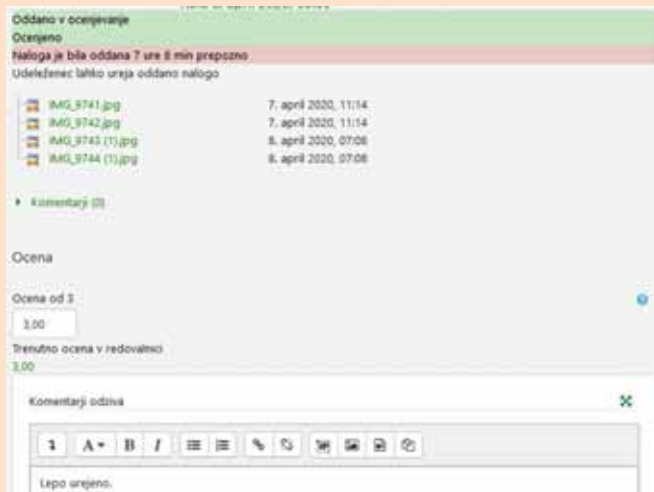 Oddano v ocenjevanje
Ocenjeno
Naloga je bila oddana 7 ure 8 min prepozno
Udeleženec lahko ureja oddano nalogo
IMG_9741.jpg 7. april 2020, 11:14
IMG_9742.jpg 7. april 2020, 11:14
IMG_9743 (1).jpg 8. april 2020, 07:08
IMG_9744 (1).jpg 8. april 2020, 07:08
Komentarji (0)
Ocena
Ocena od 3
3,00
Trenutno ocena v redovalnici
3,00
Komentarji odziva
A B I
Lepo urejeno.